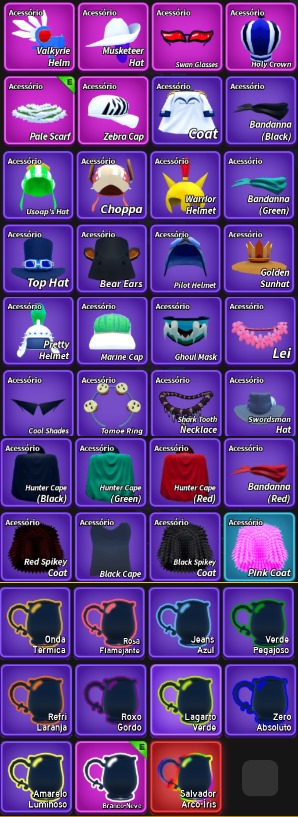 Acessório Acessório Acessório Acessório
Valkyrie Helm
Musketeer Hat
Swan Glasses
Holy Crown
Acessório E Acessório Acessório Acessório
Pale Scarf
Zebra Cap
Coat
Bandanna (Black)
Acessório Acessório Acessório Acessório
Usoap's Hat
Choppa
Warrior Helmet
Bandanna (Green)
Acessório Acessório Acessório Acessório
Top Hat
Bear Ears
Pilot Helmet
Golden Sunhat
Acessório Acessório Acessório Acessório
Pretty Helmet
Marine Cap
Ghoul Mask
Lei
Acessório Acessório Acessório Acessório
Cool Shades
Tomoe Ring
Shark Tooth Necklace
Swordsman Hat
Acessório Acessório Acessório Acessório
Hunter Cape (Black)
Hunter Cape (Green)
Hunter Cape (Red)
Bandanna (Red)
Acessório Acessório Acessório Acessório
Red Spikey Coat
Black Cape
Black Spikey Coat
Pink Coat
Onda Térmica
Rosa Flamejante
Jeans Azul
Verde Pegajoso
Refri Laranja
Roxo Gordo
Lagarto Verde
Zero Absoluto
Amarelo Luminoso
E
Branco-Neve
Salvador Arco-Íris